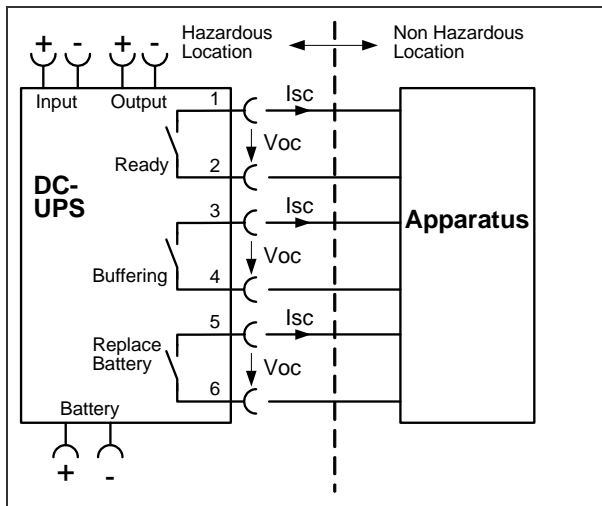 Hazardous
Location
Non Hazardous
Location
+ - + -
Input Output
1 Isc
Ready
Voc
2
DC-
UPS
3 Isc
Buffering
Voc
4
Apparatus
5 Isc
Replace
Battery
Voc
6
Battery
+ -